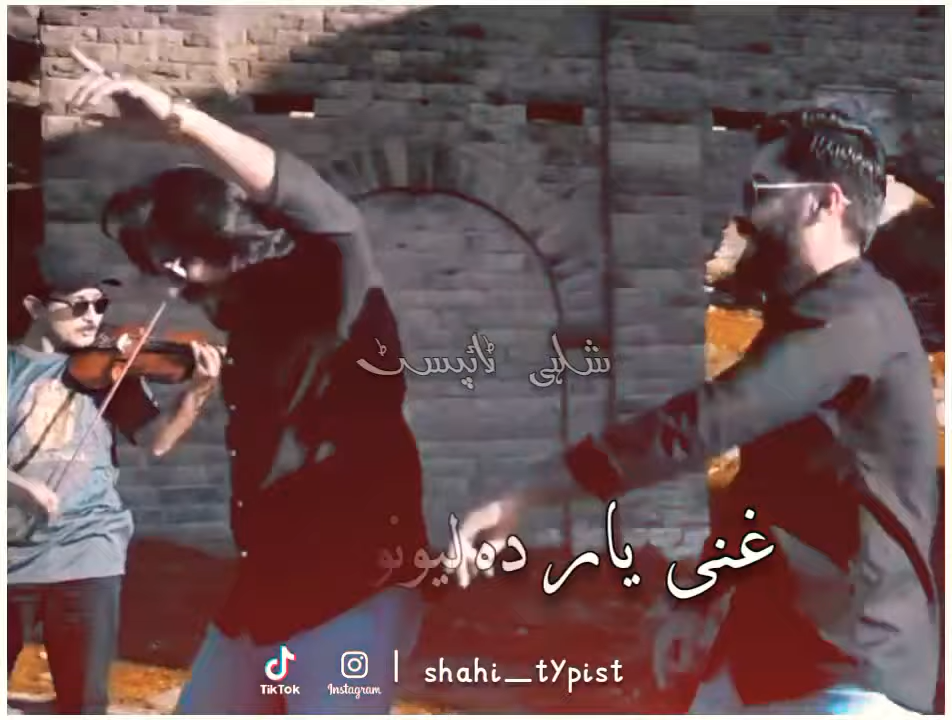 شاہی ٹائپسٹ
غنی یار ده لیونو
TikTok Instagram | shahi_typist